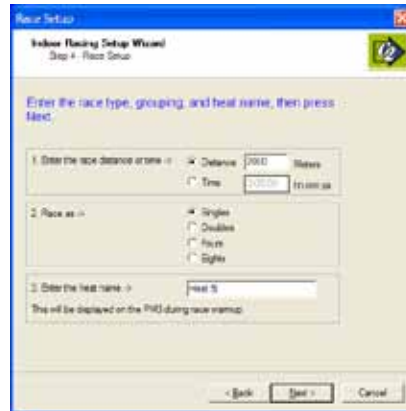 Race Setup
Indoor Racing Setup Wizard
Step 4 - Race Setup
Enter the race type, grouping, and heat name, then press
Next.
1. Enter the race distance or time ->
Distance
2000
Meters
Time
hh:mm:ss
2. Race as ->
Singles
Doubles
Fours
Eights
3. Enter the heat name ->
This will be displayed on the PM3 during race warmup
< Back
Next >
Cancel